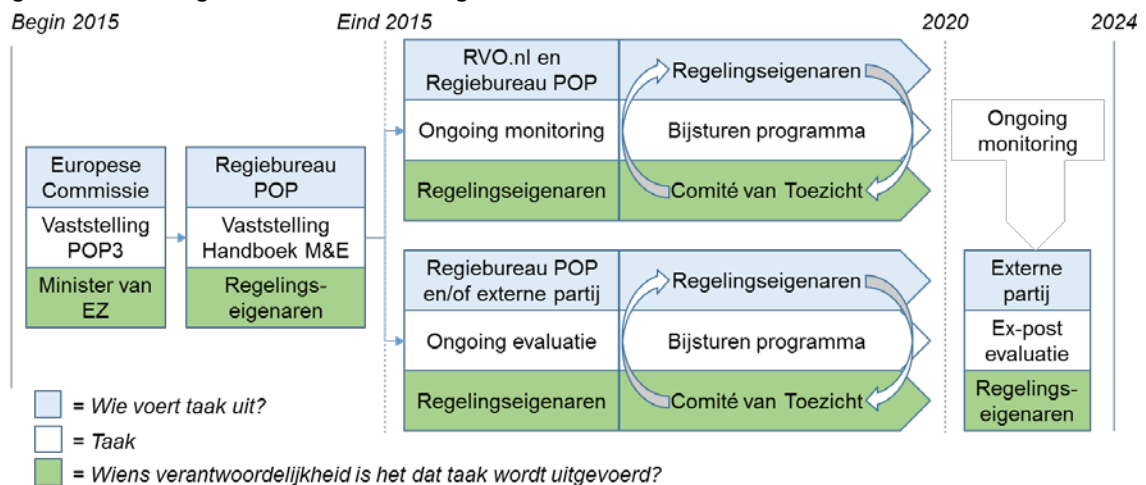 Begin 2015
Eind 2015
2020
2024
Europese
Commissie
Vaststelling
POP3
Minister van
EZ
Regiebureau
POP
Vaststelling
Handboek M&E
Regelings-
eigenaren
RVO.nl en
Regiebureau POP
Ongoing monitoring
Regelingseigenaren
Regelingseigenaren
Bijsturen programma
Comité van Toezicht
Regiebureau POP
en/of externe partij
Ongoing evaluatie
Regelingseigenaren
Regelingseigenaren
Bijsturen programma
Comité van Toezicht
Ongoing
monitoring
Externe
partij
Ex-post
evaluatie
Regelings-
eigenaren
= Wie voert taak uit?
= Taak
= Wiens verantwoordelijkheid is het dat taak wordt uitgevoerd?